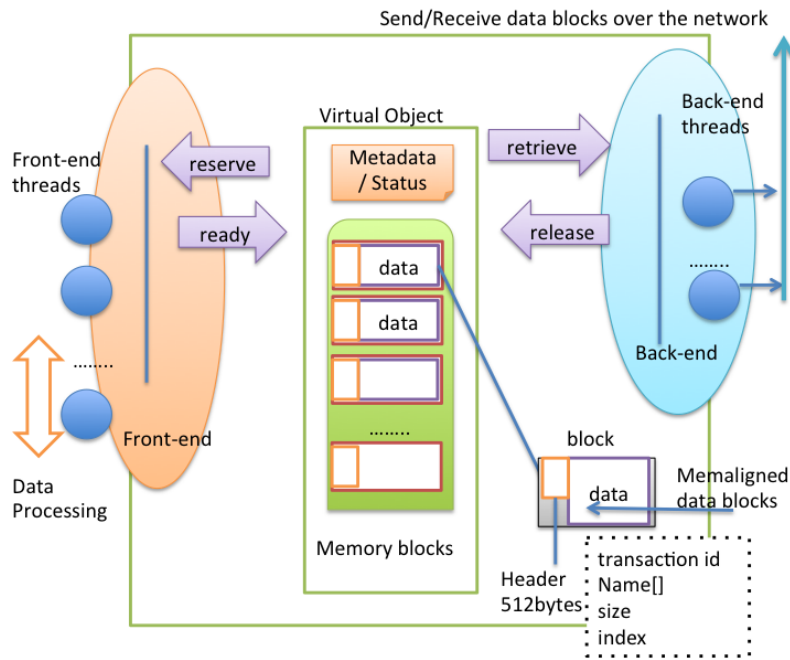 Send/Receive data blocks over the network
Virtual Object
Back-end
threads
Front-end
threads
reserve
Metadata
/ Status
retrieve
ready
release
data
data
……..
……..
……..
Back-end
Front-end
Data
Processing
Memory blocks
block
data
Memaligned
data blocks
Header
512bytes
transaction id
Name[]
size
index